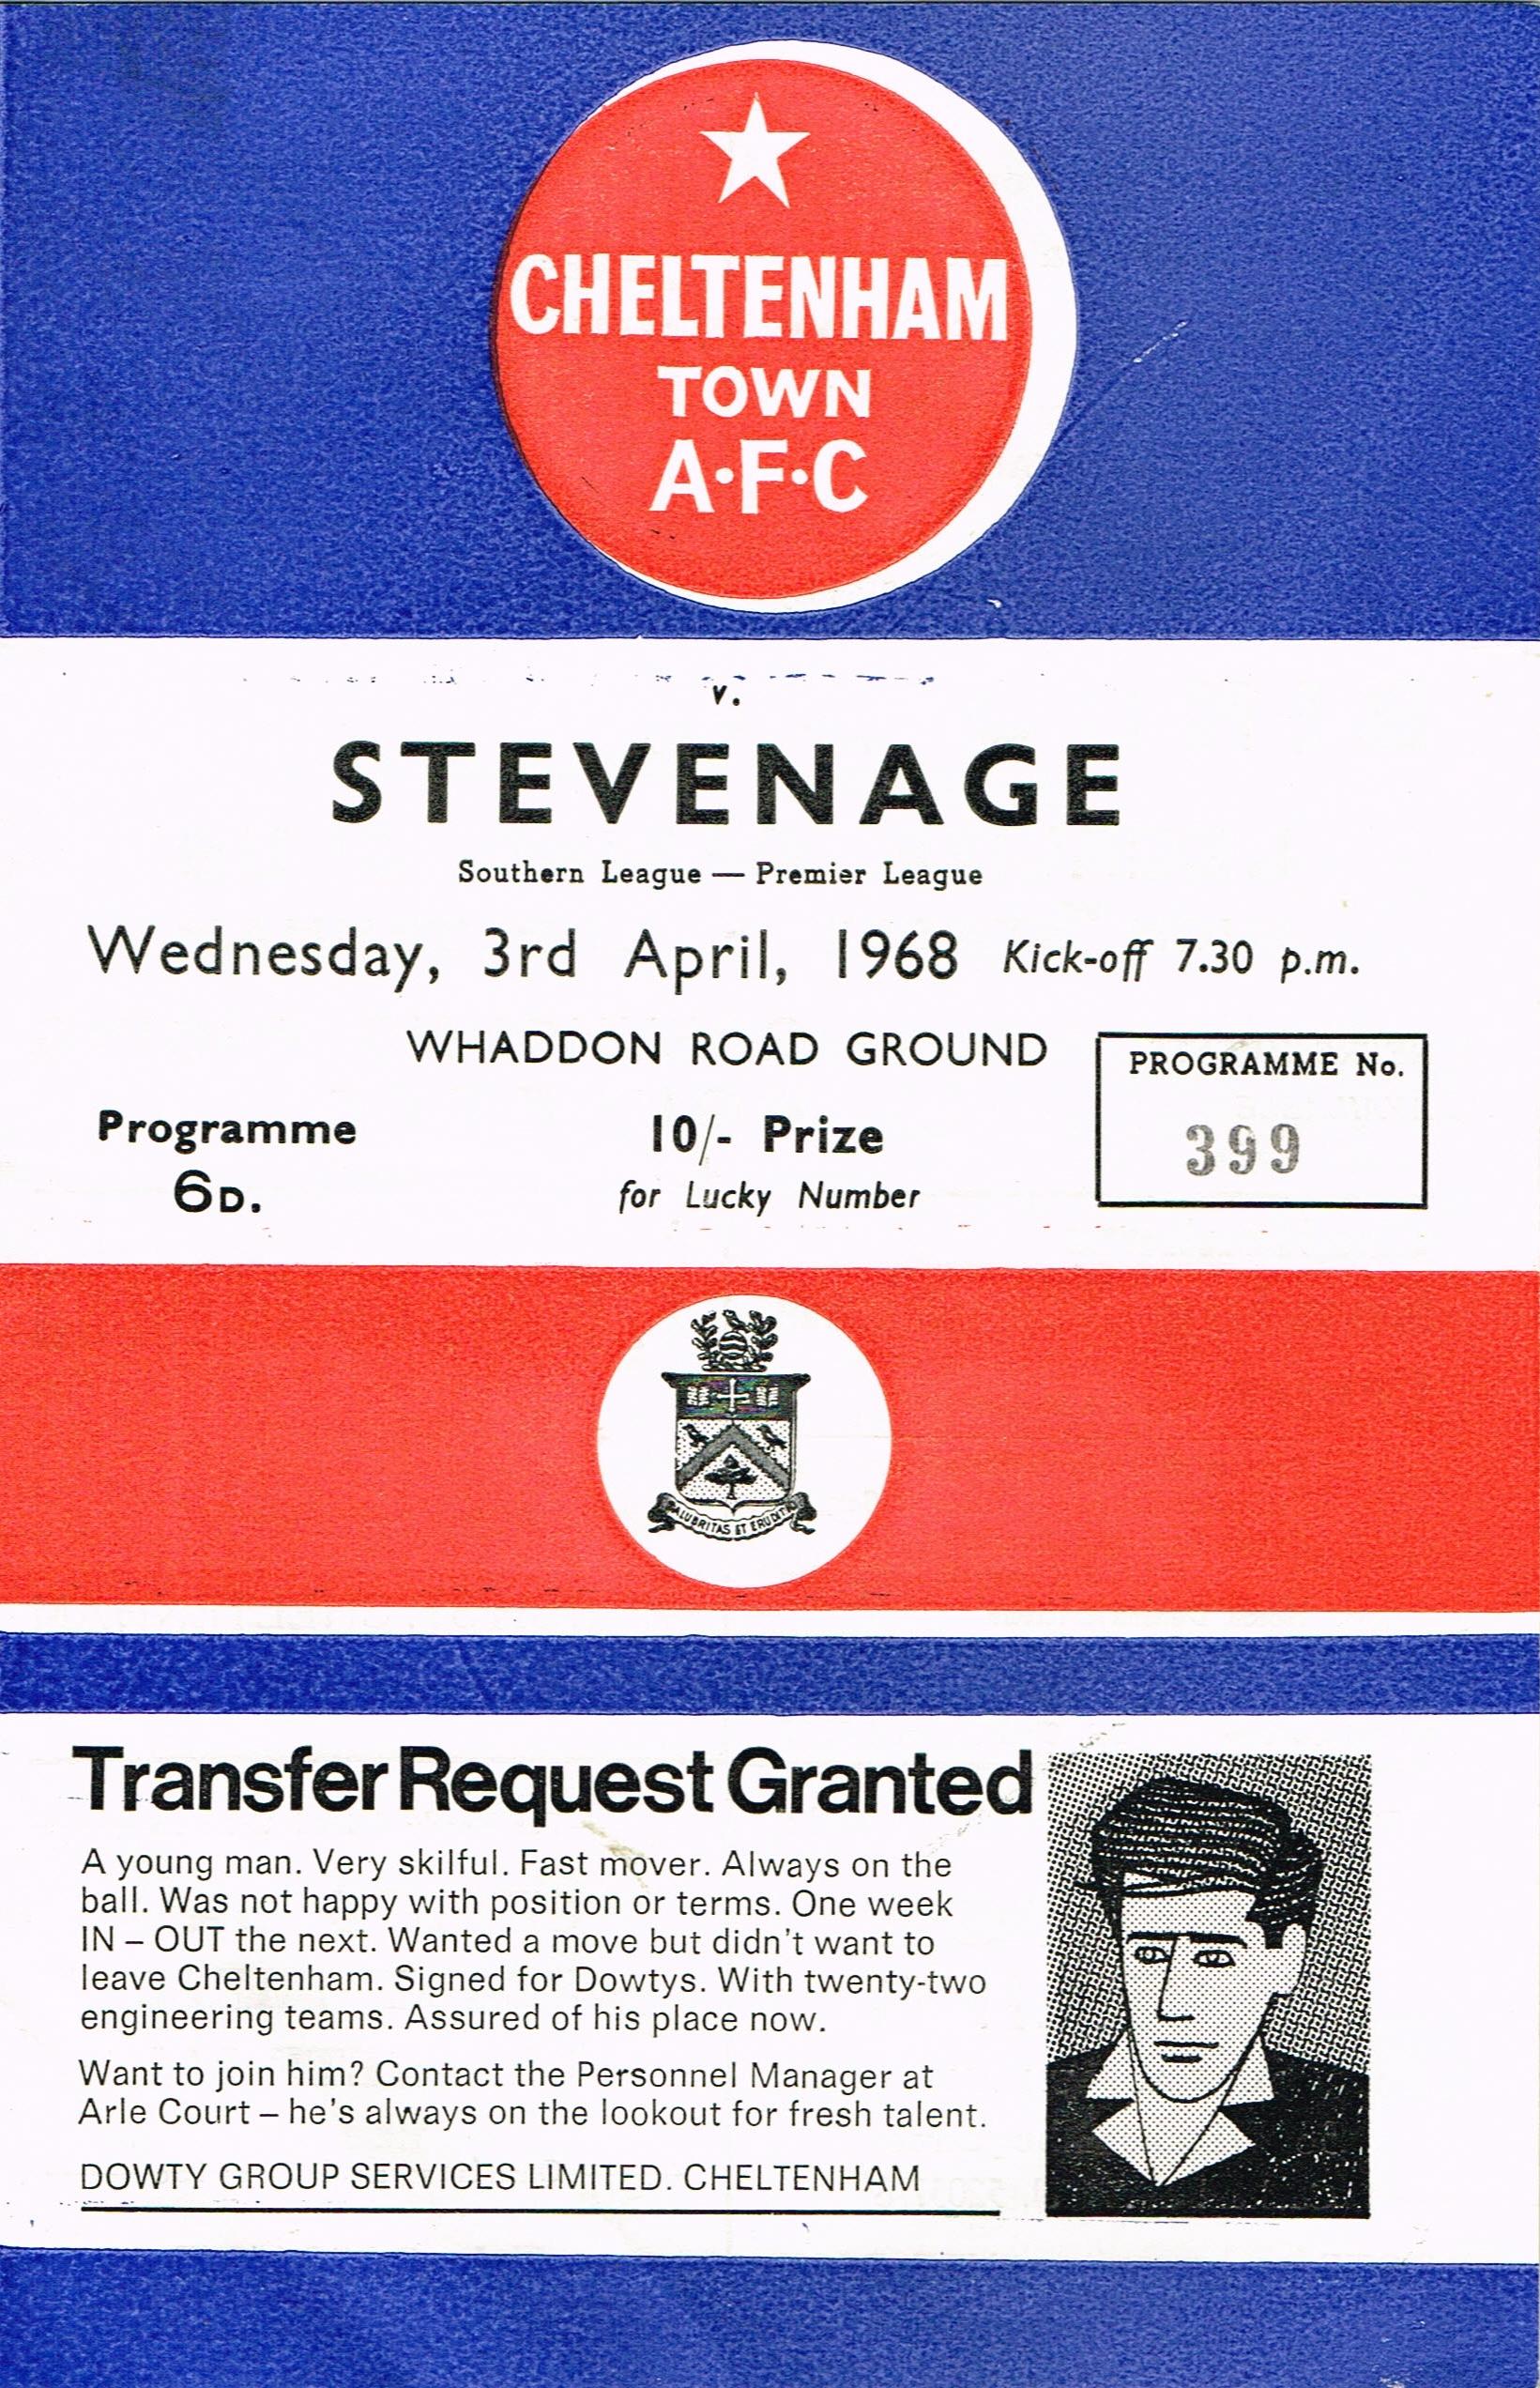 CHELTENHAM
TOWN
A·F·C
v.
STEVENAGE
Southern League — Premier League
Wednesday, 3rd April, 1968 Kick-off 7.30 p.m.
WHADDON ROAD GROUND
PROGRAMME No.
399
Programme
6D.
10/- Prize
for Lucky Number
ALUBRITAS ET ERUDITI
Transfer Request Granted
A young man. Very skilful. Fast mover. Always on the
ball. Was not happy with position or terms. One week
IN – OUT the next. Wanted a move but didn't want to
leave Cheltenham. Signed for Dowtys. With twenty-two
engineering teams. Assured of his place now.
Want to join him? Contact the Personnel Manager at
Arle Court – he's always on the lookout for fresh talent.
DOWTY GROUP SERVICES LIMITED. CHELTENHAM